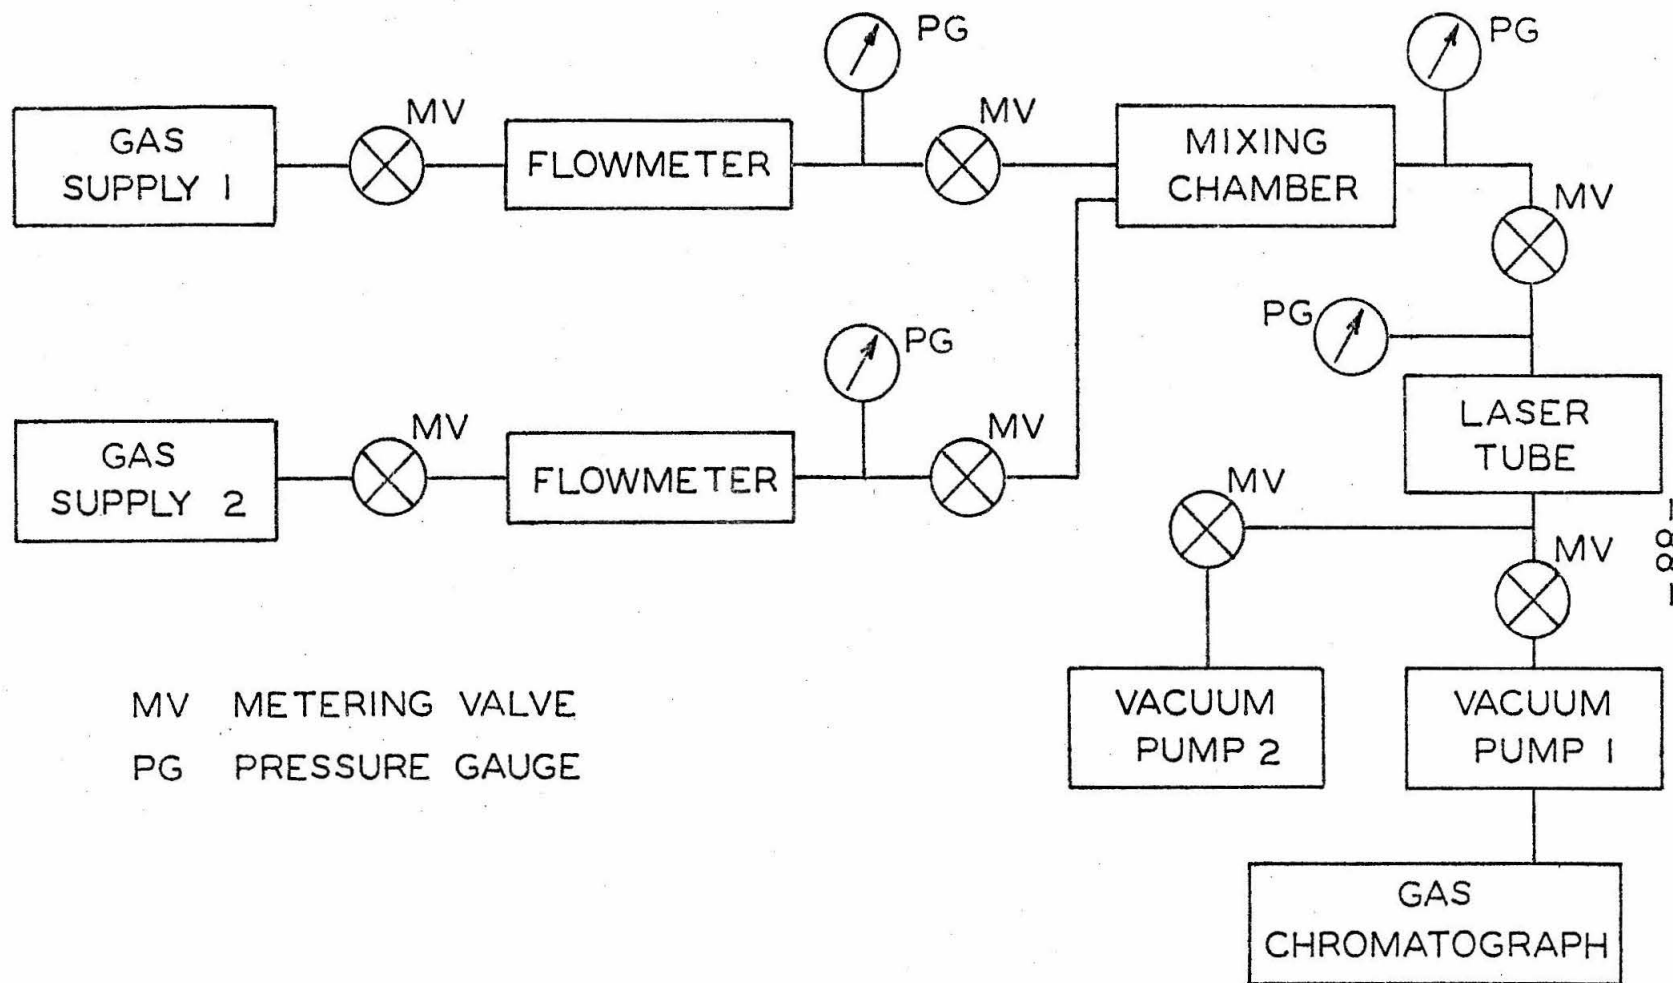 PG
PG
MV
MV
GAS
SUPPLY 1
FLOWMETER
MIXING
CHAMBER
MV
PG
PG
MV
MV
GAS
SUPPLY 2
FLOWMETER
LASER
TUBE
MV
MV
-188-
MV METERING VALVE
PG PRESSURE GAUGE
VACUUM
PUMP 2
VACUUM
PUMP 1
GAS
CHROMATOGRAPH